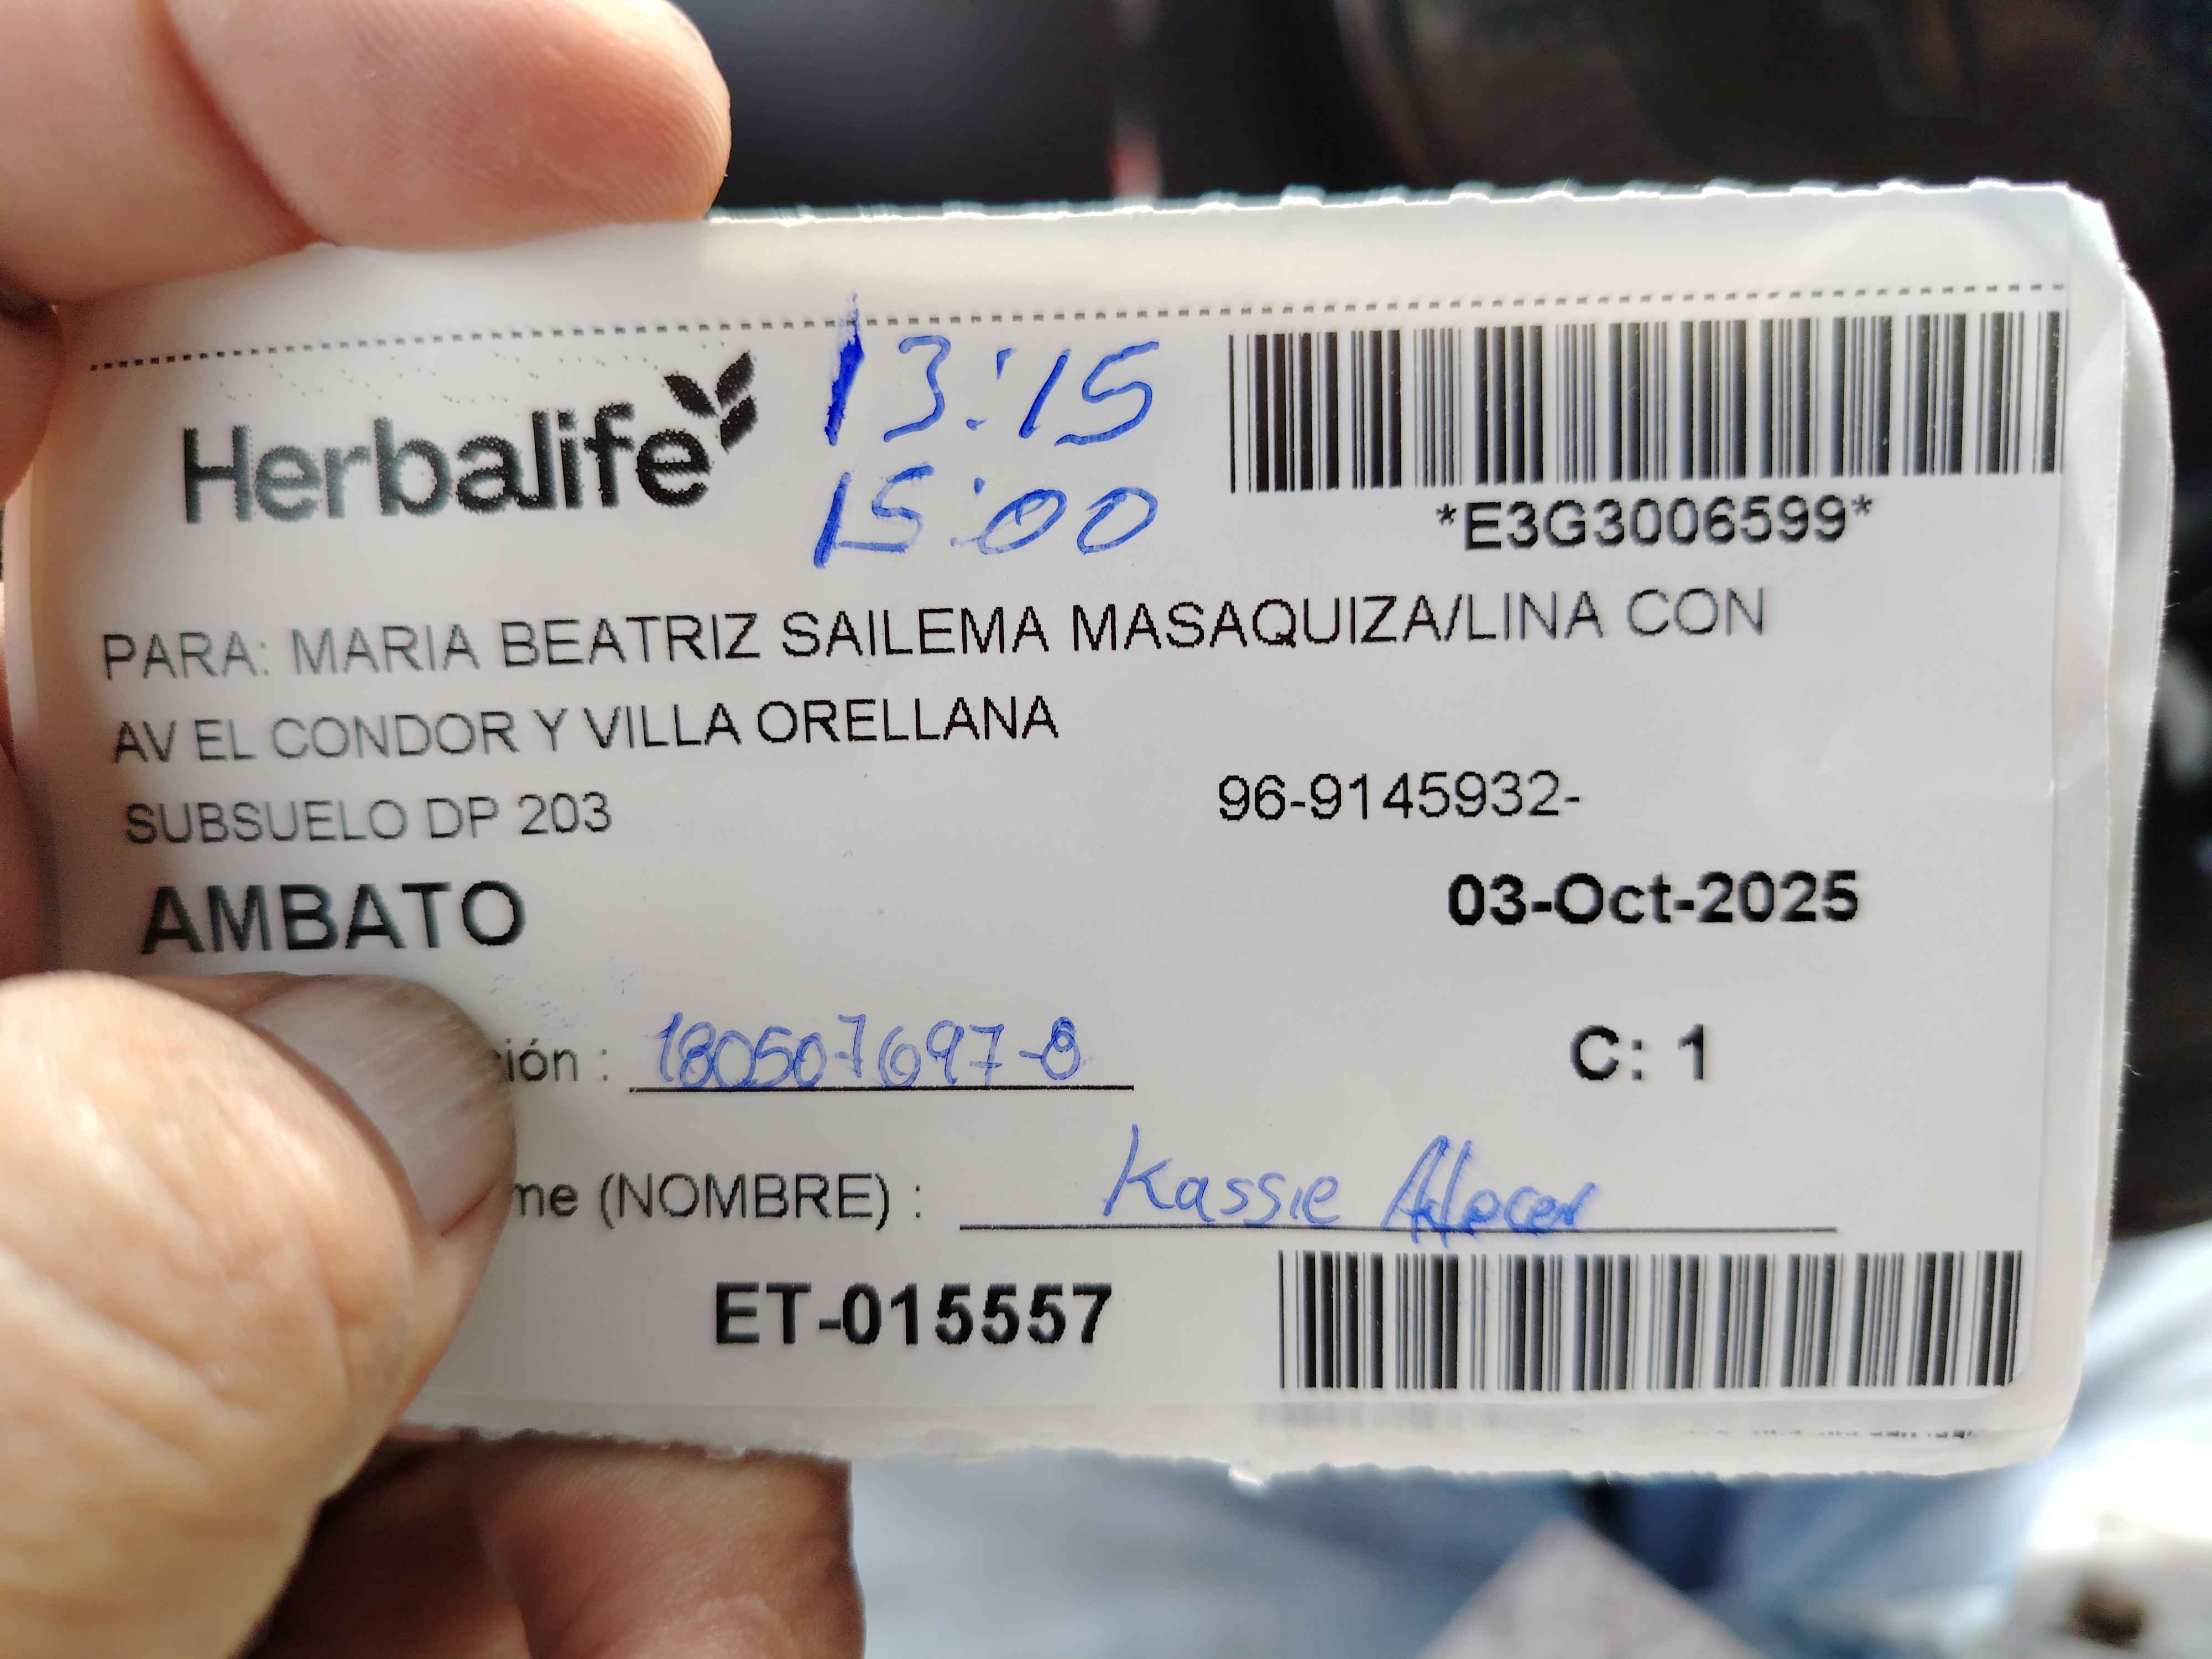 Herbalife
13:15
15:00
*E3G3006599*
PARA: MARIA BEATRIZ SAILEMA MASAQUIZA/LINA CON
AV EL CONDOR Y VILLA ORELLANA
SUBSUELO DP 203
96-9145932-
AMBATO
03-Oct-2025
ión : 180507697-8
C: 1
me (NOMBRE) : Kassie
ET-015557